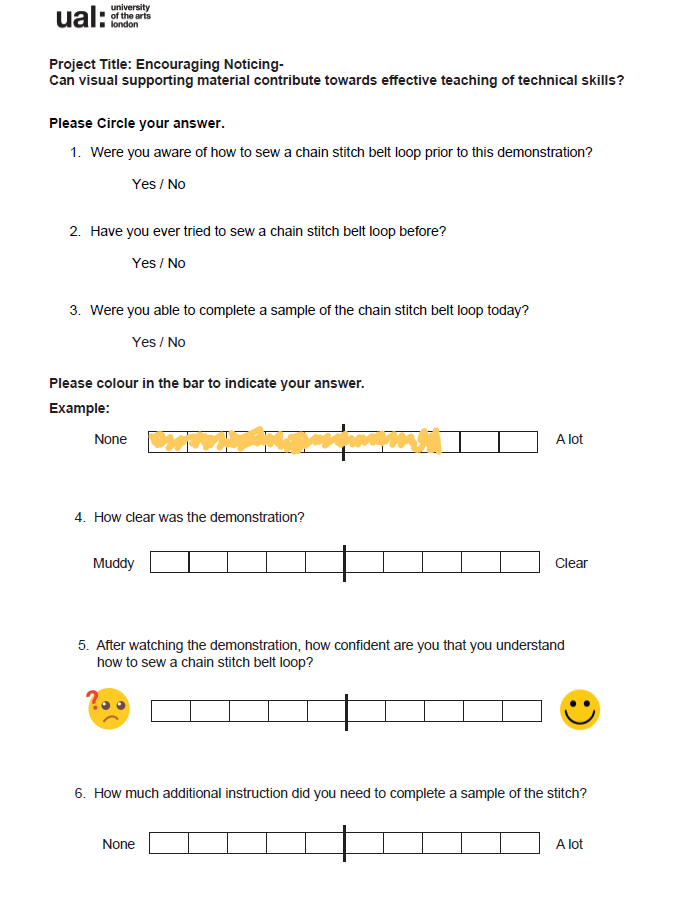 ual: university of the arts london
Project Title: Encouraging Noticing-
Can visual supporting material contribute towards effective teaching of technical skills?
Please Circle your answer.
1. Were you aware of how to sew a chain stitch belt loop prior to this demonstration?
Yes / No
2. Have you ever tried to sew a chain stitch belt loop before?
Yes / No
3. Were you able to complete a sample of the chain stitch belt loop today?
Yes / No
Please colour in the bar to indicate your answer.
Example:
None A lot
4. How clear was the demonstration?
Muddy Clear
5. After watching the demonstration, how confident are you that you understand
how to sew a chain stitch belt loop?
?
6. How much additional instruction did you need to complete a sample of the stitch?
None A lot